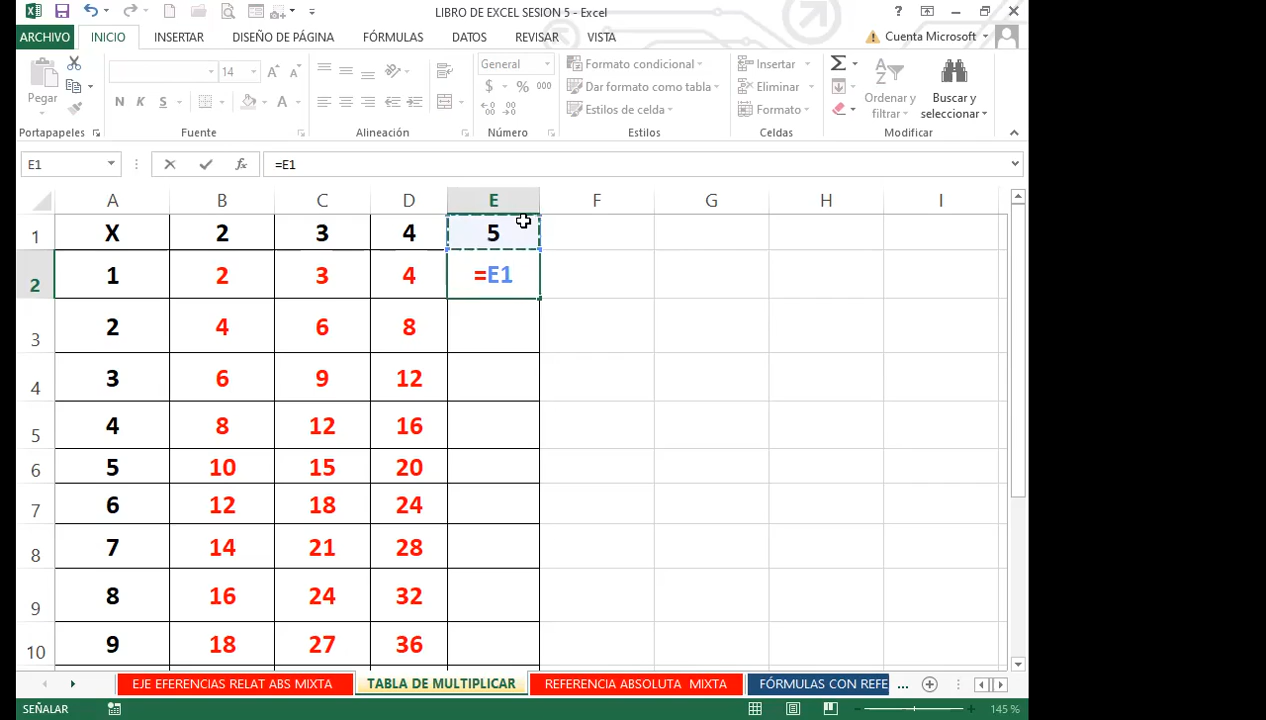 LIBRO DE EXCEL SESION 5 - Excel
?
ARCHIVO INICIO INSERTAR DISEÑO DE PÁGINA FÓRMULAS DATOS REVISAR VISTA Cuenta Microsoft
14 General Formato condicional Insertar
Pegar N K S A $ % 000 Dar formato como tabla Eliminar Ordenar y filtrar Buscar y seleccionar
Estilos de celda Formato
Portapapeles Fuente Alineación Número Estilos Celdas Modificar
E1 fx =E1
A B C D E F G H I
1 X 2 3 4 5
2 1 2 3 4 =E1
3 2 4 6 8
4 3 6 9 12
5 4 8 12 16
6 5 10 15 20
7 6 12 18 24
8 7 14 21 28
9 8 16 24 32
10 9 18 27 36
EJE EFERENCIAS RELAT ABS MIXTA TABLA DE MULTIPLICAR REFERENCIA ABSOLUTA MIXTA FÓRMULAS CON REFE ...
SEÑALAR 145 %